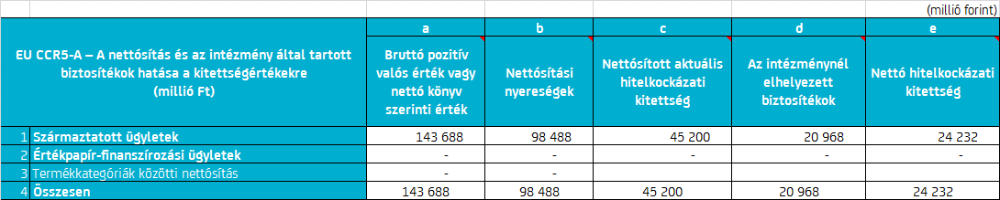 (millió forint)
a b c d e
EU CCR5-A – A nettósítás és az intézmény által tartott
biztosítékok hatása a kitettségértékekre
(millió Ft)
Bruttó pozitív
valós érték vagy
nettó könyv
szerinti érték
Nettósítási
nyereségek
Nettósított aktuális
hitelkockázati
kitettség
Az intézménynél
elhelyezett
biztosítékok
Nettó hitelkockázati
kitettség
1 Származtatott ügyletek 143 688 98 488 45 200 20 968 24 232
2 Értékpapír-finanszírozási ügyletek - - - - -
3 Termékkategóriák közötti nettósítás - -
4 Összesen 143 688 98 488 45 200 20 968 24 232